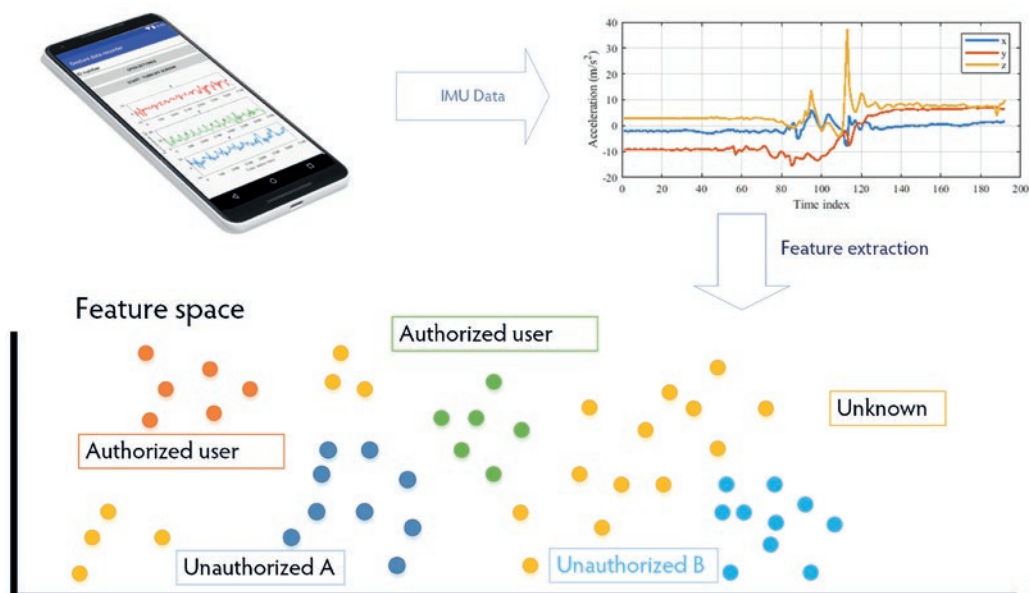 IMU Data
40
30
20
10
0
-10
-20
Acceleration (m/s²)
x
y
z
0 20 40 60 80 100 120 140 160 180 200
Time index
Feature extraction
Feature space
Authorized user
Unknown
Authorized user
Unauthorized A
Unauthorized B